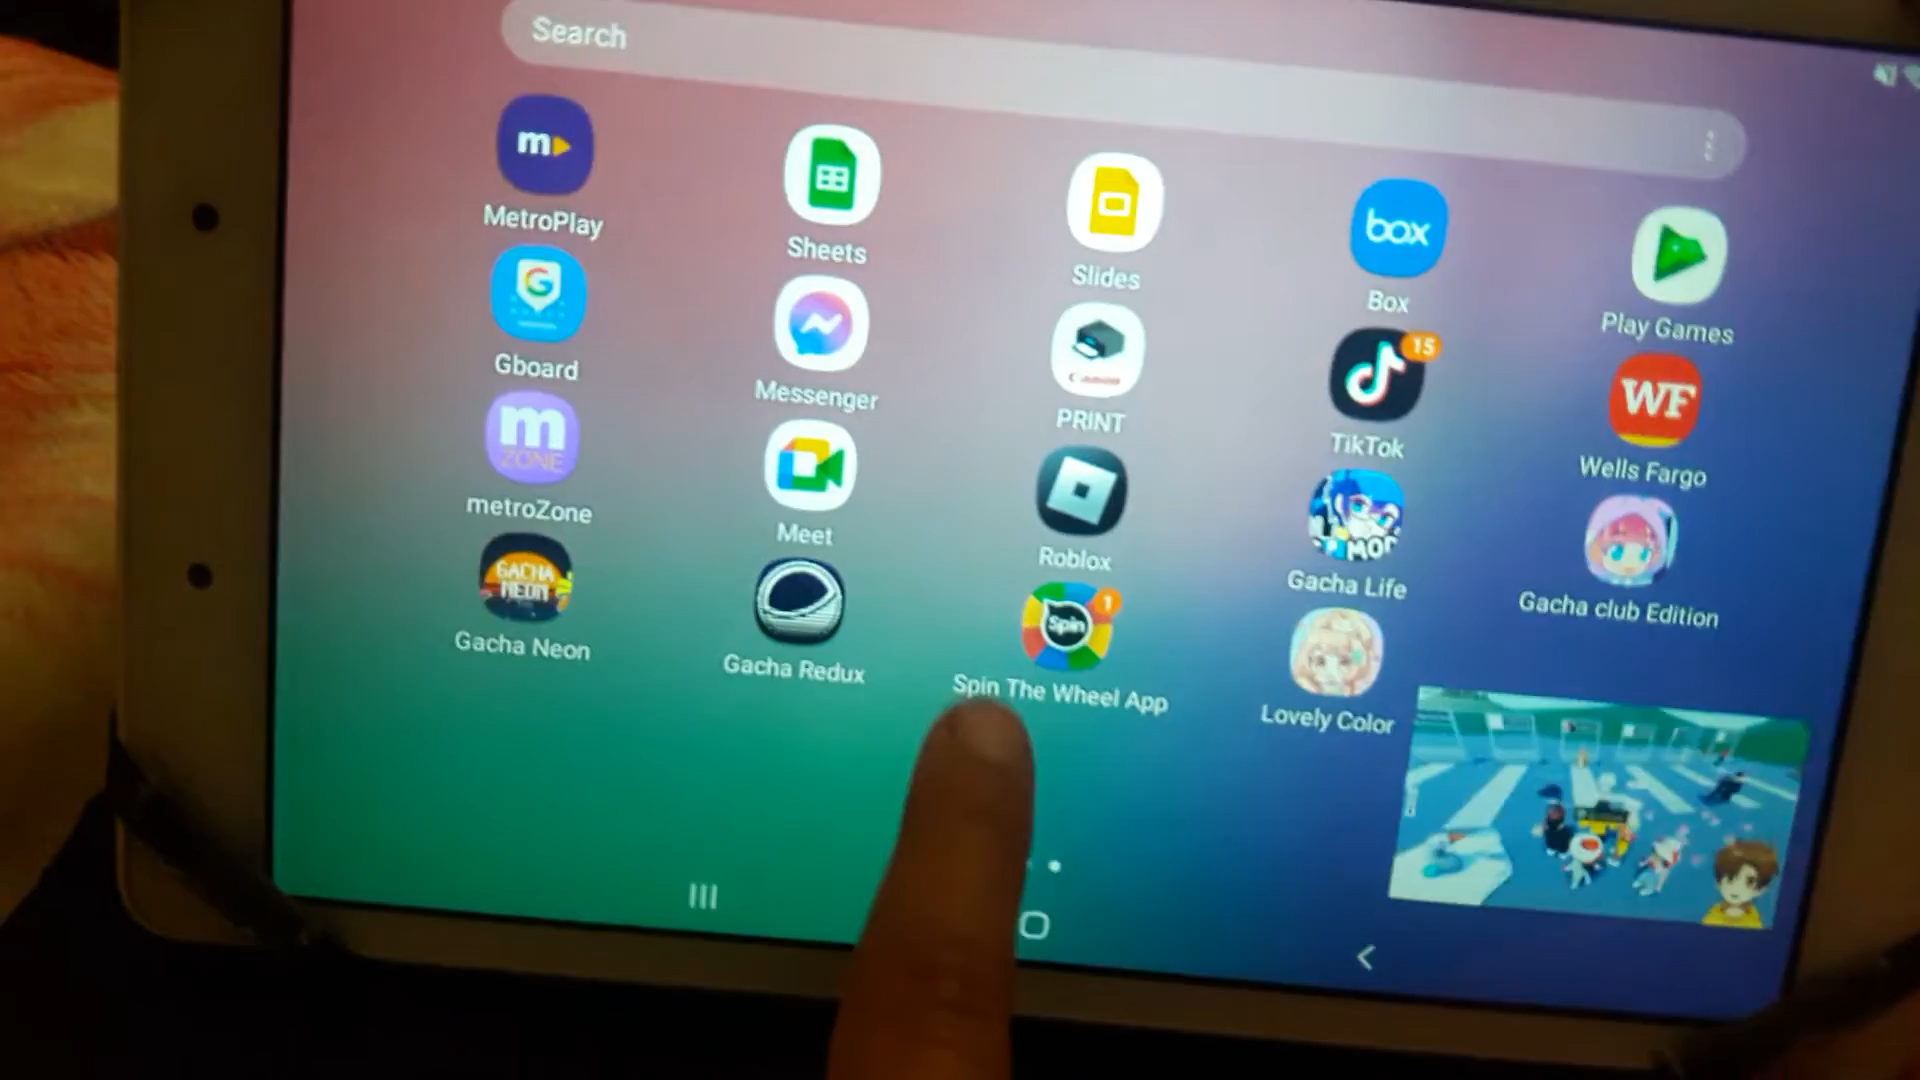 Search
m
MetroPlay
Sheets
Slides
box
Box
Play Games
G
Gboard
Messenger
Canon
PRINT
15
TikTok
WF
Wells Fargo
m
ZONE
metroZone
Meet
Roblox
MOD
Gacha Life
Gacha club Edition
GACHA
NEON
Gacha Neon
Gacha Redux
Spin
1
Spin The Wheel App
Lovely Color